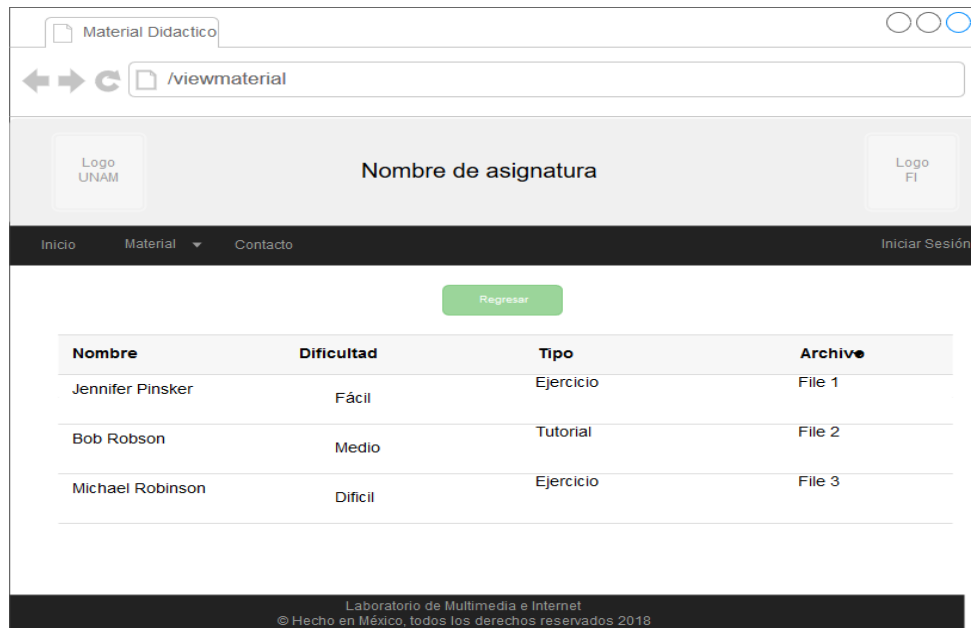 Material Didactico
/viewmaterial
Logo
UNAM
Nombre de asignatura
Logo
FI
Inicio Material Contacto Iniciar Sesión
Regresar
Nombre Dificultad Tipo Archivo
Jennifer Pinsker Fácil Ejercicio File 1
Bob Robson Medio Tutorial File 2
Michael Robinson Dificil Ejercicio File 3
Laboratorio de Multimedia e Internet
© Hecho en México, todos los derechos reservados 2018